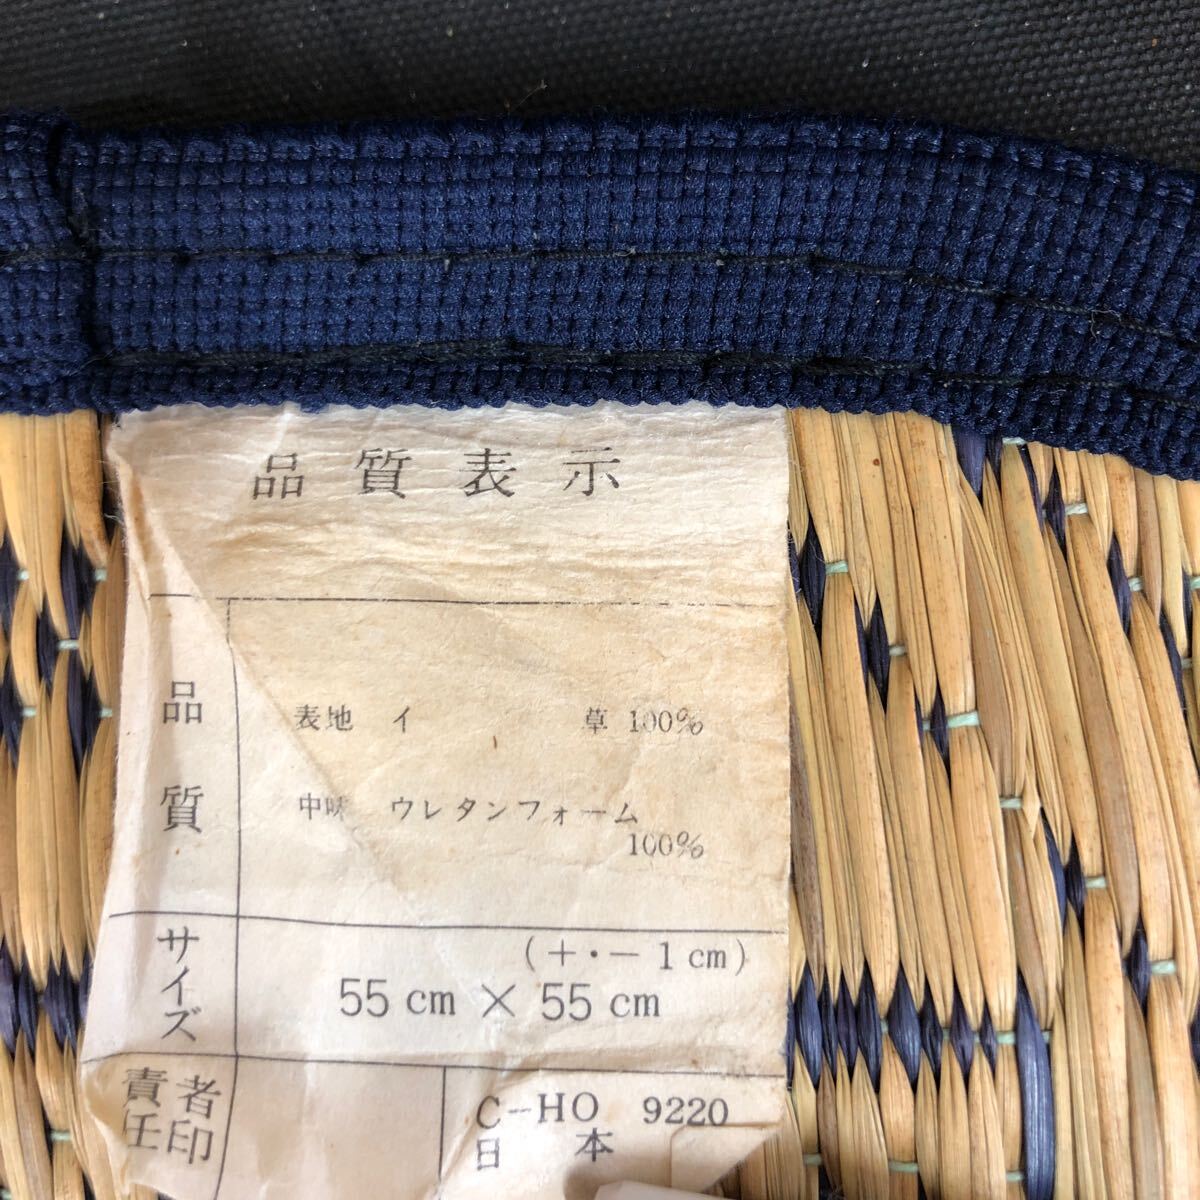 品質表示
品質
表地 イ 草 100%
中味 ウレタンフォーム
100%
サイズ
(+・−1cm)
55cm×55cm
責任者印
C-HO 9220
日本